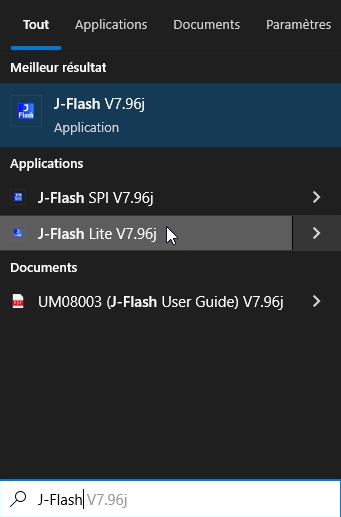 Tout Applications Documents Paramètres
Meilleur résultat
J-Flash V7.96j
Application
Applications
J-Flash SPI V7.96j
J-Flash Lite V7.96j
Documents
UM08003 (J-Flash User Guide) V7.96j
J-Flash V7.96j